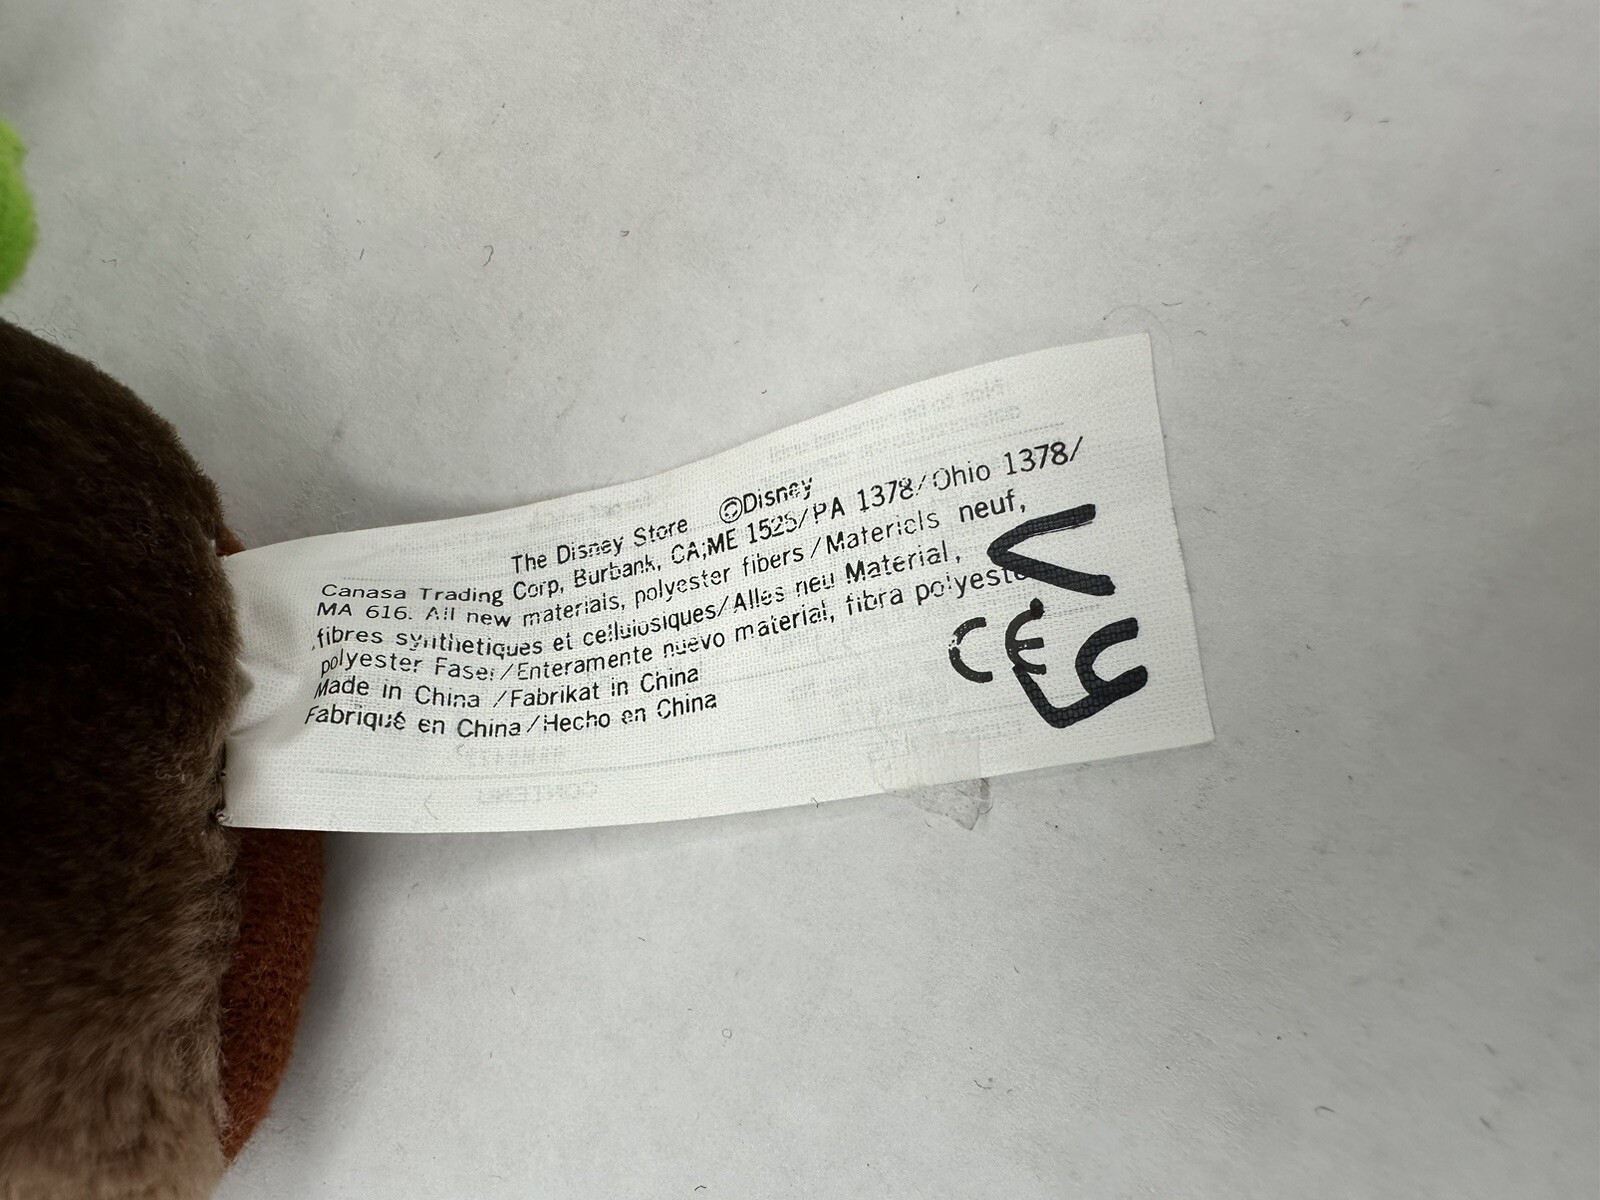 The Disney Store ©Disney
Canasa Trading Corp, Burbank, CA;ME 1525/PA 1378/Ohio 1378/
MA 616. All new materials, polyester fibers/Materiels neuf,
fibres synthetiques et cellulosiques/Alles neu Material,
polyester Faser/Enteramente nuevo material, fibra polyeste
Made in China /Fabrikat in China
Fabriqué en China/Hecho en China
CE